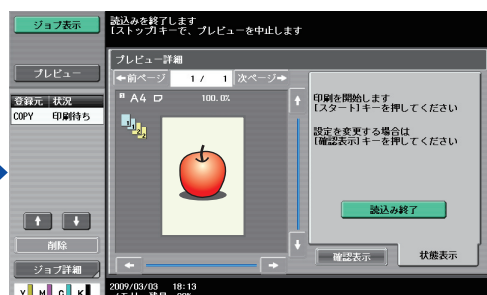 ジョブ表示
読込みを終了します
【ストップ】キーで、プレビューを中止します
プレビュー
プレビュー詳細
←前ページ 1/ 1 次ページ→
A4 100.0%
登録元 状況
COPY 印刷待ち
印刷を開始します
【スタート】キーを押してください
設定を変更する場合は
【確認表示】キーを押してください
読込み終了
削除
ジョブ詳細
確認表示 状態表示
2009/03/03 18:13
Y M C K